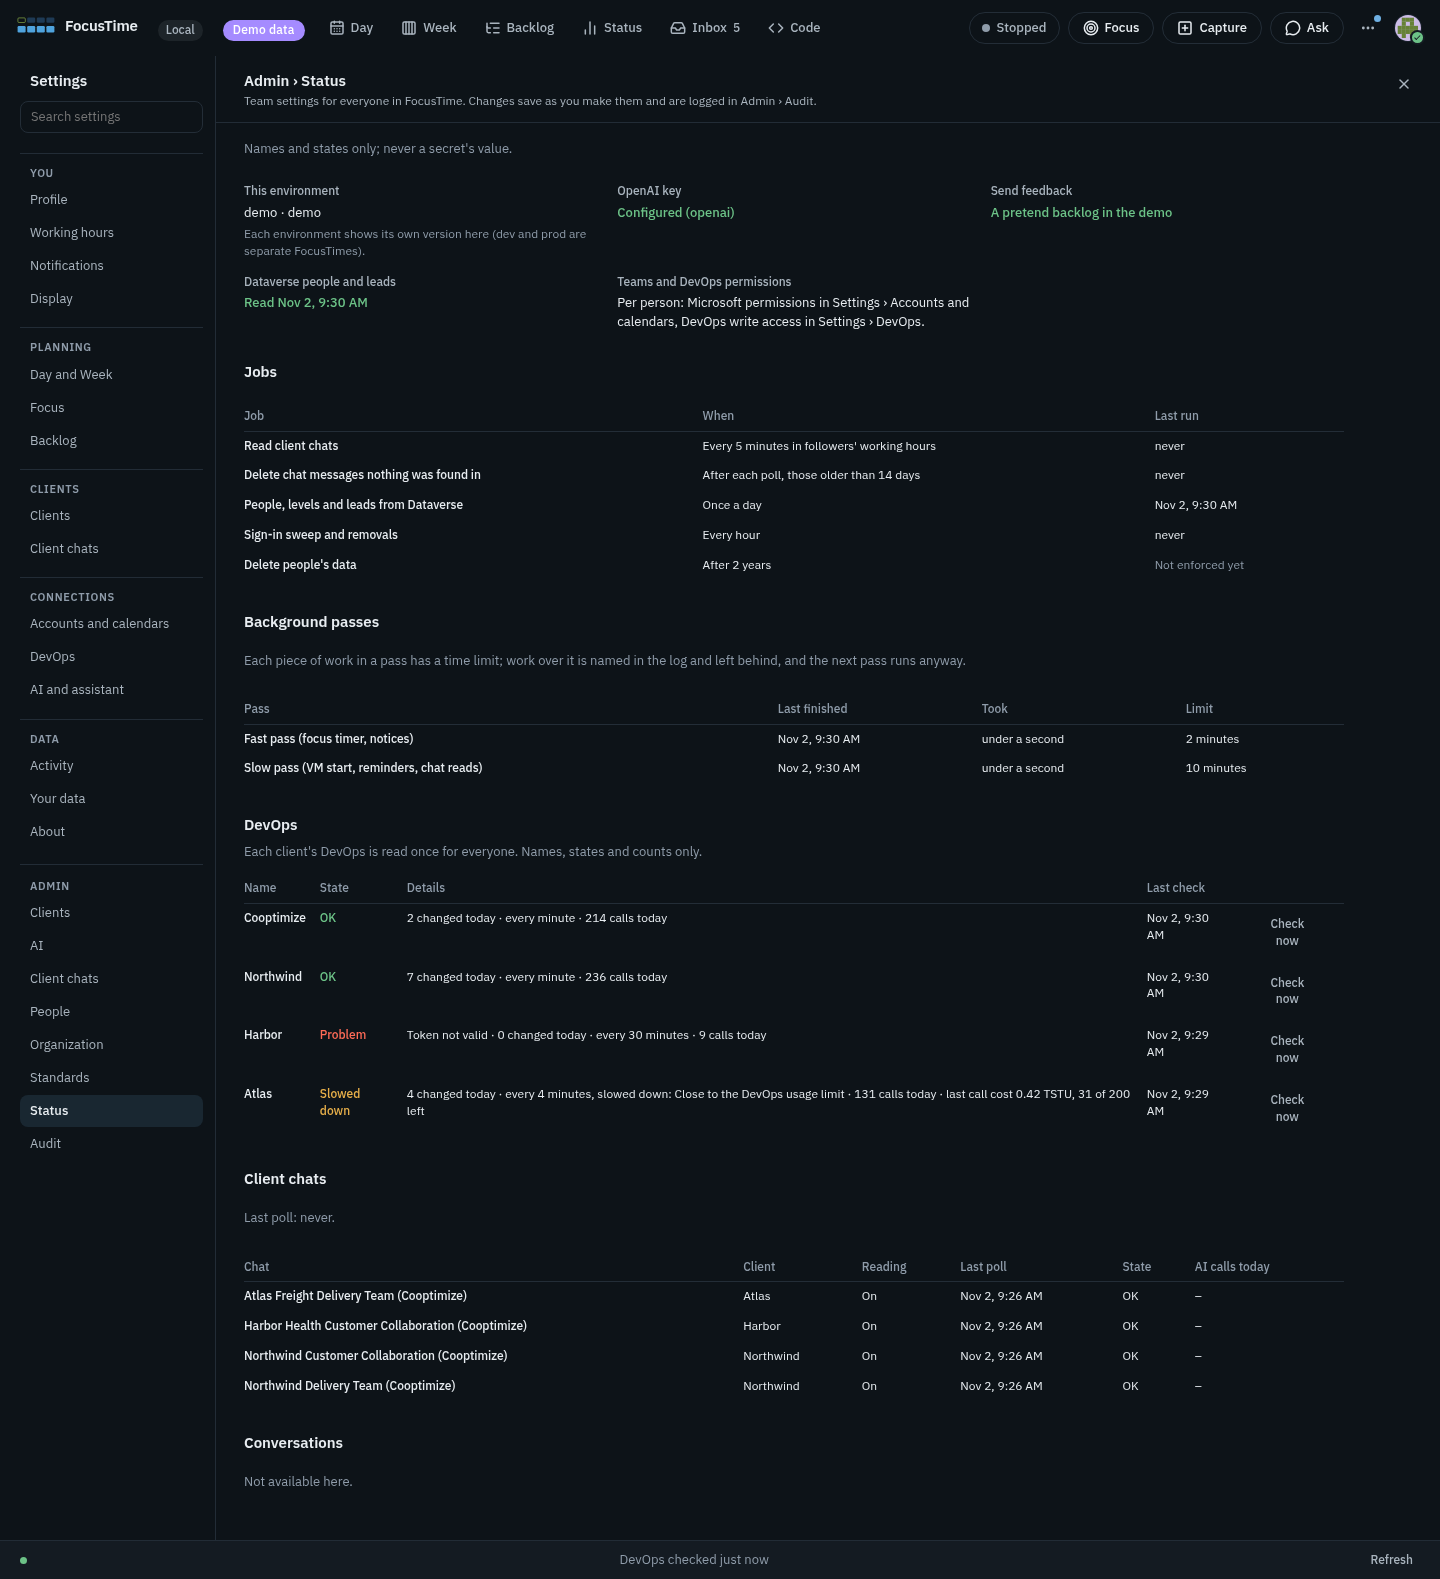 FocusTime
Local
Demo data
Day
Week
Backlog
Status
Inbox 5
Code
Stopped
Focus
Capture
Ask
Settings
Search settings
YOU
Profile
Working hours
Notifications
Display
PLANNING
Day and Week
Focus
Backlog
CLIENTS
Clients
Client chats
CONNECTIONS
Accounts and calendars
DevOps
AI and assistant
DATA
Activity
Your data
About
ADMIN
Clients
AI
Client chats
People
Organization
Standards
Status
Audit
Admin › Status
Team settings for everyone in FocusTime. Changes save as you make them and are logged in Admin › Audit.
Names and states only; never a secret's value.
This environment
demo · demo
Each environment shows its own version here (dev and prod are
separate FocusTimes).
OpenAI key
Configured (openai)
Send feedback
A pretend backlog in the demo
Dataverse people and leads
Read Nov 2, 9:30 AM
Teams and DevOps permissions
Per person: Microsoft permissions in Settings › Accounts and
calendars, DevOps write access in Settings › DevOps.
Jobs
Job When Last run
Read client chats Every 5 minutes in followers' working hours never
Delete chat messages nothing was found in After each poll, those older than 14 days never
People, levels and leads from Dataverse Once a day Nov 2, 9:30 AM
Sign-in sweep and removals Every hour never
Delete people's data After 2 years Not enforced yet
Background passes
Each piece of work in a pass has a time limit; work over it is named in the log and left behind, and the next pass runs anyway.
Pass Last finished Took Limit
Fast pass (focus timer, notices) Nov 2, 9:30 AM under a second 2 minutes
Slow pass (VM start, reminders, chat reads) Nov 2, 9:30 AM under a second 10 minutes
DevOps
Each client's DevOps is read once for everyone. Names, states and counts only.
Name State Details Last check
Cooptimize OK 2 changed today · every minute · 214 calls today Nov 2, 9:30
AM
Check
now
Northwind OK 7 changed today · every minute · 236 calls today Nov 2, 9:30
AM
Check
now
Harbor Problem Token not valid · 0 changed today · every 30 minutes · 9 calls today Nov 2, 9:29
AM
Check
now
Atlas Slowed
down
4 changed today · every 4 minutes, slowed down: Close to the DevOps usage limit · 131 calls today · last call cost 0.42 TSTU, 31 of 200
left
Nov 2, 9:29
AM
Check
now
Client chats
Last poll: never.
Chat Client Reading Last poll State AI calls today
Atlas Freight Delivery Team (Cooptimize) Atlas On Nov 2, 9:26 AM OK –
Harbor Health Customer Collaboration (Cooptimize) Harbor On Nov 2, 9:26 AM OK –
Northwind Customer Collaboration (Cooptimize) Northwind On Nov 2, 9:26 AM OK –
Northwind Delivery Team (Cooptimize) Northwind On Nov 2, 9:26 AM OK –
Conversations
Not available here.
DevOps checked just now
Refresh